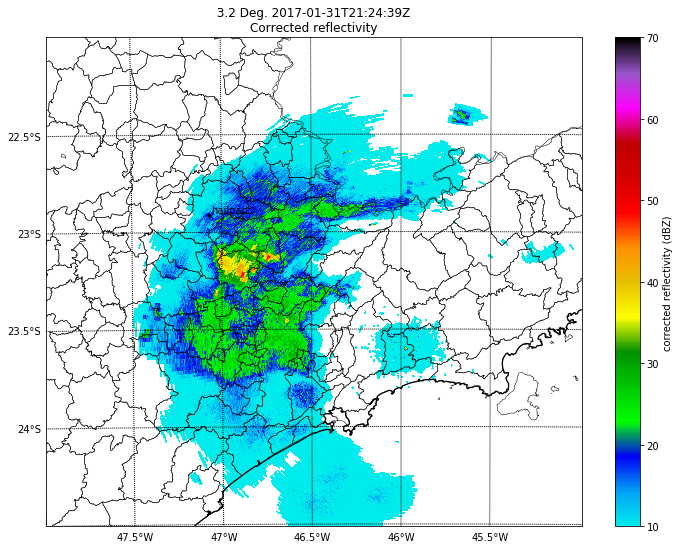 3.2 Deg. 2017-01-31T21:24:39Z
Corrected reflectivity
22.5°S
23°S
23.5°S
24°S
47.5°W
47°W
46.5°W
46°W
45.5°W
70
60
50
40
30
20
10
corrected reflectivity (dBZ)